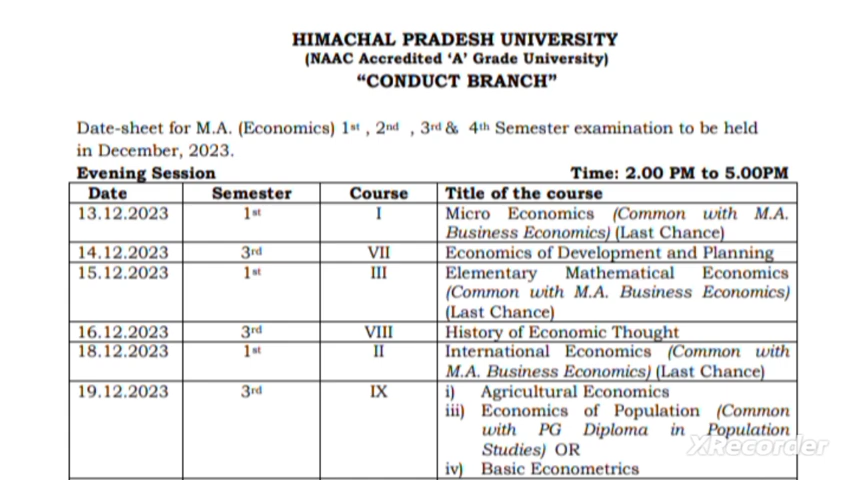 HIMACHAL PRADESH UNIVERSITY
(NAAC Accredited ‘A’ Grade University)
“CONDUCT BRANCH”
Date-sheet for M.A. (Economics) 1st , 2nd , 3rd & 4th Semester examination to be held
in December, 2023.
Evening Session Time: 2.00 PM to 5.00PM
Date Semester Course Title of the course
13.12.2023 1st I Micro Economics (Common with M.A.
Business Economics) (Last Chance)
14.12.2023 3rd VII Economics of Development and Planning
15.12.2023 1st III Elementary Mathematical Economics
(Common with M.A. Business Economics)
(Last Chance)
16.12.2023 3rd VIII History of Economic Thought
18.12.2023 1st II International Economics (Common with
M.A. Business Economics) (Last Chance)
19.12.2023 3rd IX i) Agricultural Economics
iii) Economics of Population (Common
with PG Diploma in Population
Studies) OR
iv) Basic Econometrics
XRecorder